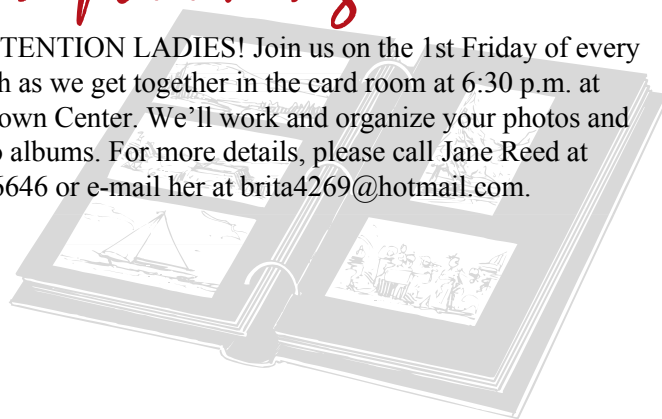 TENTION LADIES! Join us on the 1st Friday of every
h as we get together in the card room at 6:30 p.m. at
own Center. We’ll work and organize your photos and
o albums. For more details, please call Jane Reed at
6646 or e-mail her at brita4269@hotmail.com.